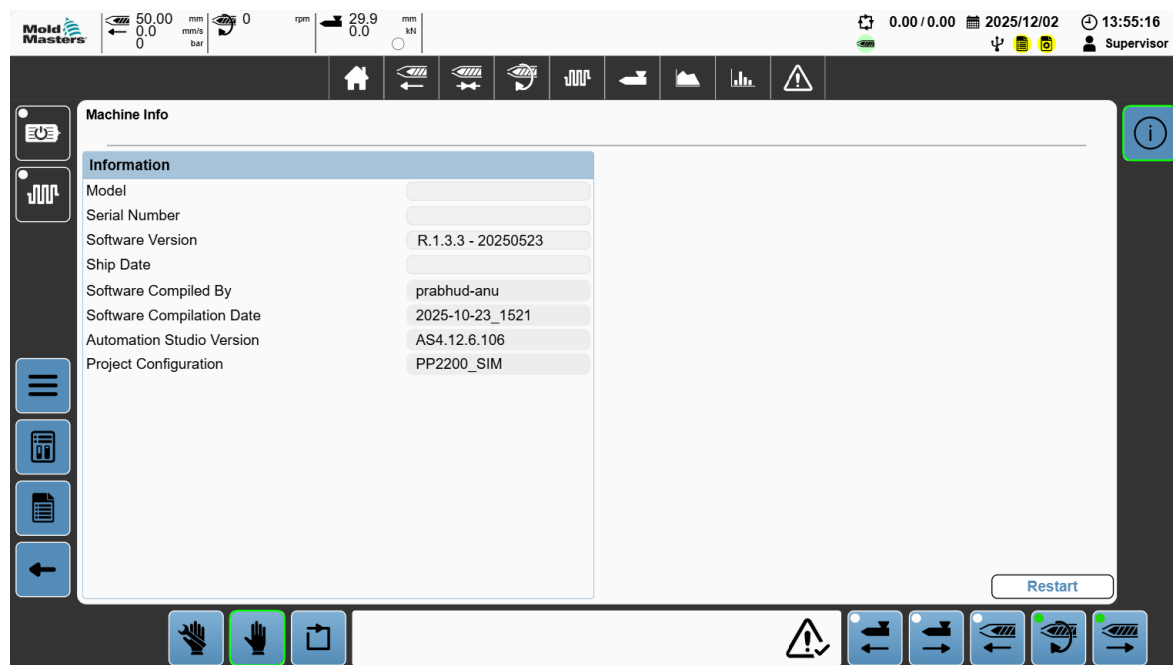 Mold
Masters
50.00 mm
0.0 mm/s
0 bar
0 rpm
29.9 mm
0.0 kN
0.00 / 0.00
2025/12/02
13:55:16
Supervisor
Machine Info
Information
Model
Serial Number
Software Version R.1.3.3 - 20250523
Ship Date
Software Compiled By prabhud-anu
Software Compilation Date 2025-10-23_1521
Automation Studio Version AS4.12.6.106
Project Configuration PP2200_SIM
Restart